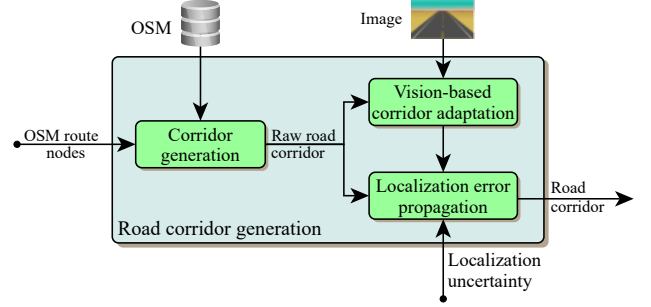 OSM
Image
Vision-based
corridor adaptation
OSM route
nodes
Corridor
generation
Raw road
corridor
Localization error
propagation
Road
corridor
Road corridor generation
Localization
uncertainty